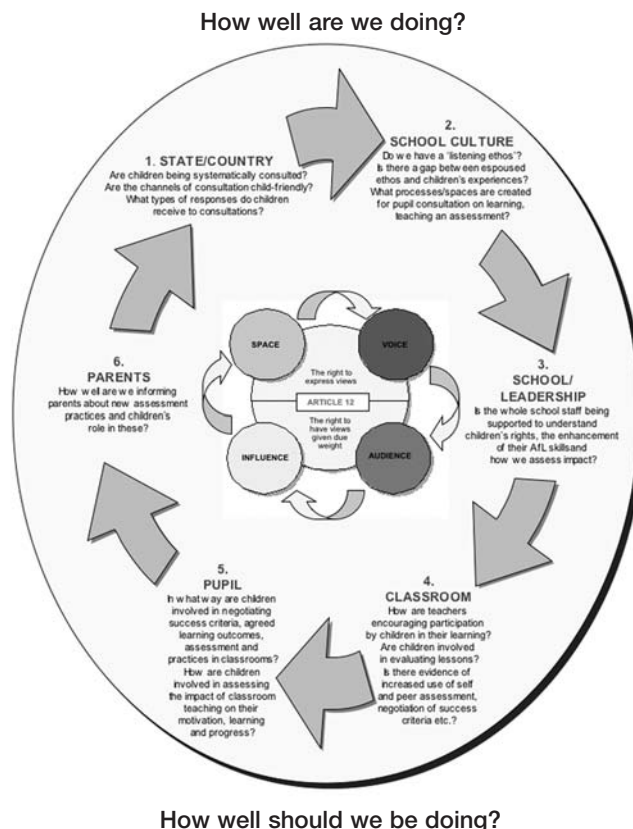 How well are we doing?
1. STATE/COUNTRY
Are children being systematically consulted?
Are the channels of consultation child-friendly?
What types of responses do children
receive to consultations?
2.
SCHOOL CULTURE
Do we have a 'listening ethos'?
Is there a gap between espoused
ethos and children's experiences?
What processes/spaces are created
for pupil consultation on learning,
teaching an assessment?
3.
SCHOOL/
LEADERSHIP
Is the whole school staff being
supported to understand
children's rights, the enhancement
of their AfL skillsand
how we assess impact?
4.
CLASSROOM
How are teachers
encouraging participation
by children in their learning?
Are children involved
in evaluating lessons?
Is there evidence of
increased use of self
and peer assessment,
negotiation of success
criteria etc.?
5.
PUPIL
In what way are children
involved in negotiating
success criteria, agreed
learning outcomes,
assessment and
practices in classrooms?
How are children
involved in assessing
the impact of classroom
teaching on their
motivation, learning
and progress?
6.
PARENTS
How well are we informing
parents about new assessment
practices and children's
role in these?
SPACE
VOICE
The right to
express views
ARTICLE 12
The right to
have views
given due
weight
INFLUENCE
AUDIENCE
How well should we be doing?